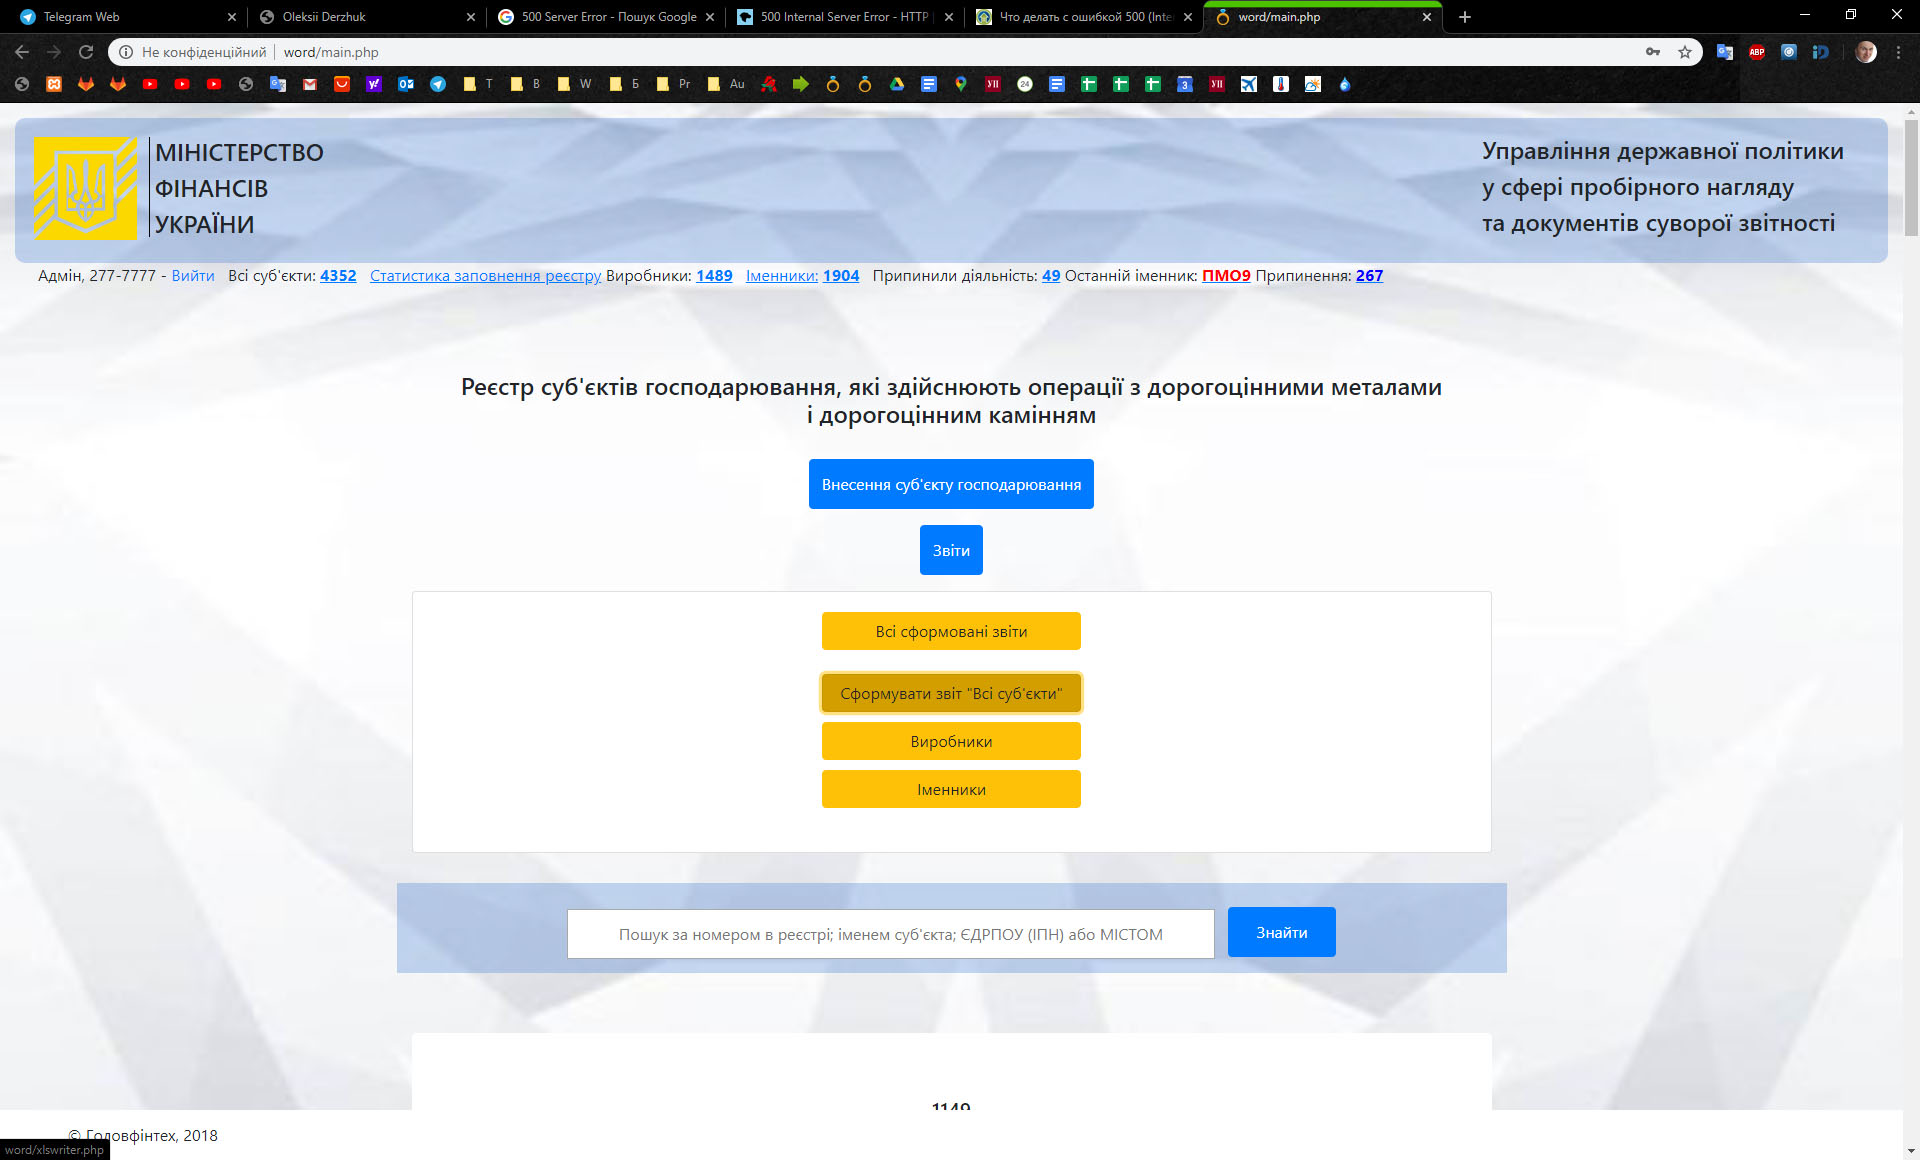 Telegram Web
Oleksii Derzhuk
500 Server Error - Пошук Google
500 Internal Server Error - HTTP
Что делать с ошибкой 500 (Inte
word/main.php
Не конфіденційний word/main.php
T B W Б Pr Au
МІНІСТЕРСТВО
ФІНАНСІВ
УКРАЇНИ
Управління державної політики
у сфері пробірного нагляду
та документів суворої звітності
Адмін, 277-7777 - Вийти Всі суб'єкти: 4352 Статистика заповнення реєстру Виробники: 1489 Іменники: 1904 Припинили діяльність: 49 Останній іменник: ПМО9 Припинення: 267
Реєстр суб'єктів господарювання, які здійснюють операції з дорогоцінними металами
і дорогоцінним камінням
Внесення суб'єкту господарювання
Звіти
Всі сформовані звіти
Сформувати звіт "Всі суб'єкти"
Виробники
Іменники
Пошук за номером в реєстрі; іменем суб'єкта; ЄДРПОУ (ІПН) або МІСТОМ
Знайти
1149
© Головфінтех, 2018
word/xlswriter.php